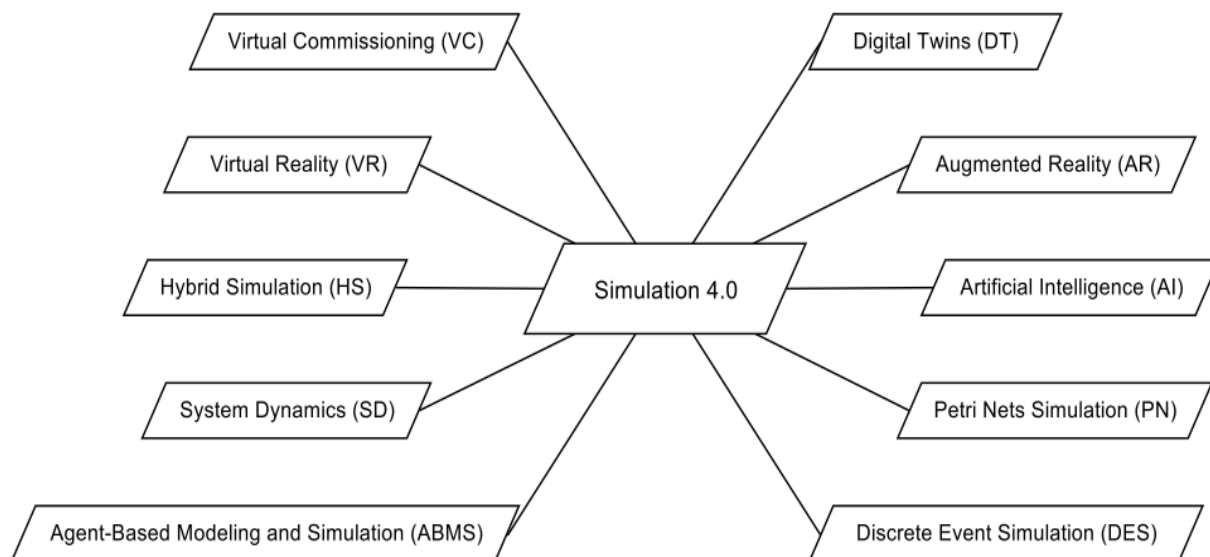 Virtual Commissioning (VC)
Digital Twins (DT)
Virtual Reality (VR)
Augmented Reality (AR)
Hybrid Simulation (HS)
Simulation 4.0
Artificial Intelligence (AI)
System Dynamics (SD)
Petri Nets Simulation (PN)
Agent-Based Modeling and Simulation (ABMS)
Discrete Event Simulation (DES)